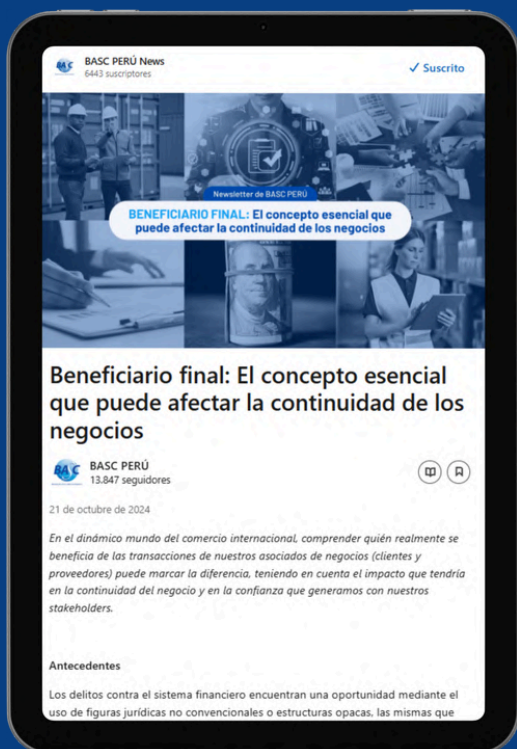 BASC PERÚ News
6443 suscriptores
✓ Suscrito
Newsletter de BASC PERÚ
BENEFICIARIO FINAL: El concepto esencial que
puede afectar la continuidad de los negocios
Beneficiario final: El concepto esencial
que puede afectar la continuidad de los
negocios
BASC PERÚ
13.847 seguidores
21 de octubre de 2024
En el dinámico mundo del comercio internacional, comprender quién realmente se
beneficia de las transacciones de nuestros asociados de negocios (clientes y
proveedores) puede marcar la diferencia, teniendo en cuenta el impacto que tendría
en la continuidad del negocio y en la confianza que generamos con nuestros
stakeholders.
Antecedentes
Los delitos contra el sistema financiero encuentran una oportunidad mediante el
uso de figuras jurídicas no convencionales o estructuras opacas, las mismas que